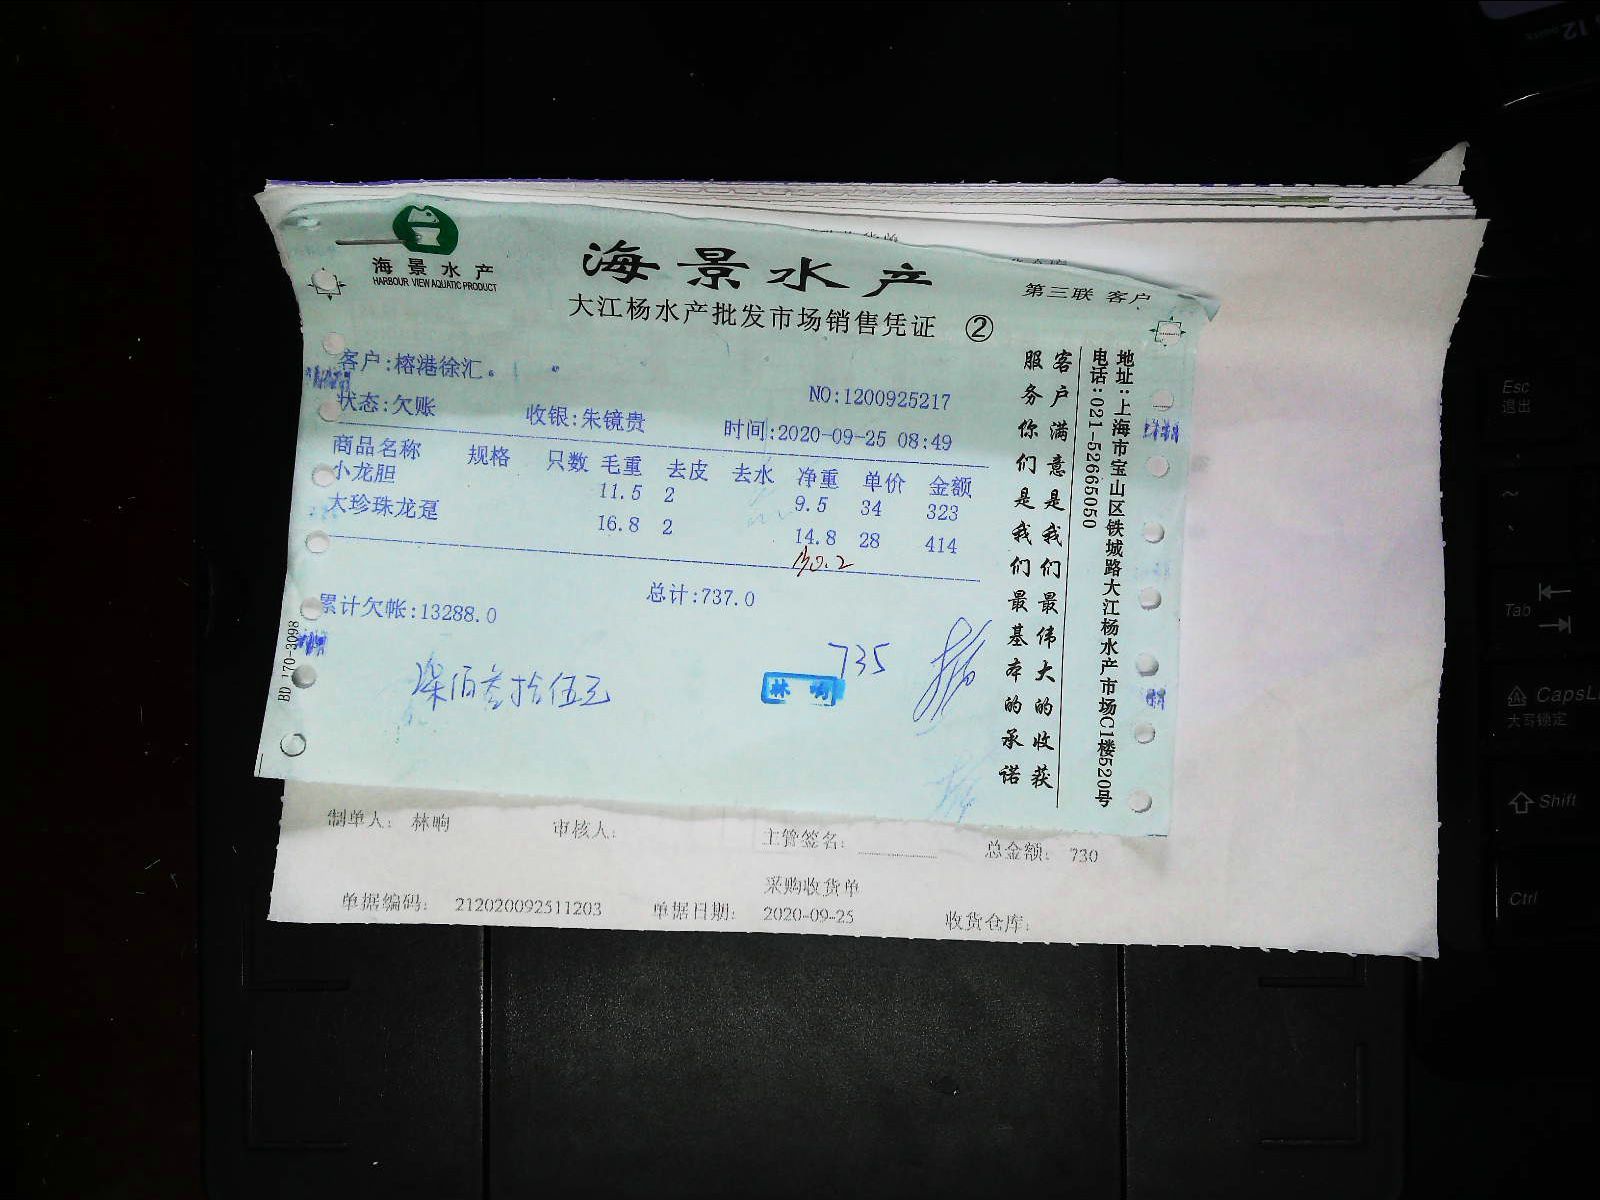 海景水产
HARBOUR VIEW AQUATIC PRODUCT
海景水产
第三联 客户
大江杨水产批发市场销售凭证 ②
客户:榕港徐汇。
NO:1200925217
状态:欠账 收银:朱镜贵 时间:2020-09-25 08:49
商品名称 规格 只数 毛重 去皮 去水 净重 单价 金额
小龙胆 11.5 2 9.5 34 323
大珍珠龙趸 16.8 2 14.8 28 414
总计:737.0
累计欠帐:13288.0
735
柒佰叁拾伍元
林晌
客户满意是我们最伟大的收获
服务你们是我们最基本的承诺
地址:上海市宝山区铁城路大江杨水产市场C1楼520号
电话:021-52665050
BD 170-3098
制单人: 林晌 审核人: 主管签名: 总金额: 730
采购收货单
单据编码: 212020092511203 单据日期: 2020-09-25 收货仓库:
Esc
退出
Tab
CapsL
大写锁定
Shift
Ctrl